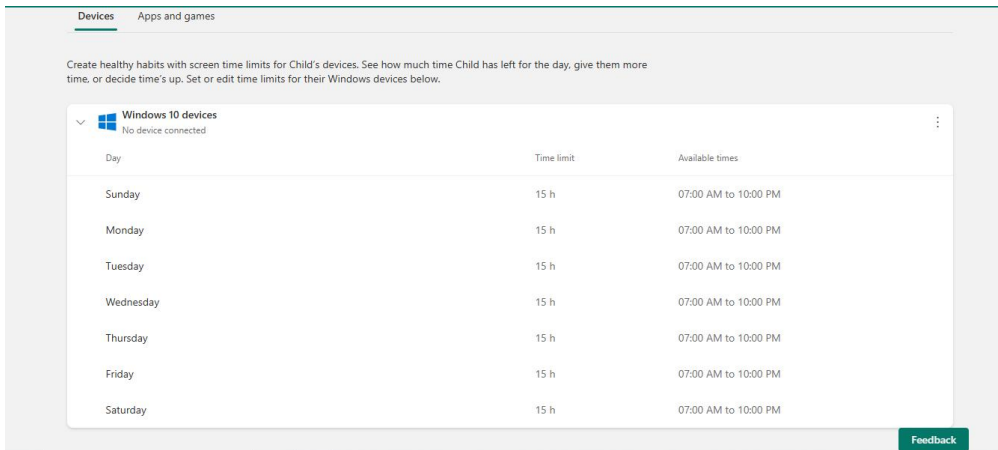 Devices Apps and games
Create healthy habits with screen time limits for Child's devices. See how much time Child has left for the day, give them more
time, or decide time's up. Set or edit time limits for their Windows devices below.
Windows 10 devices
No device connected
Day Time limit Available times
Sunday 15 h 07:00 AM to 10:00 PM
Monday 15 h 07:00 AM to 10:00 PM
Tuesday 15 h 07:00 AM to 10:00 PM
Wednesday 15 h 07:00 AM to 10:00 PM
Thursday 15 h 07:00 AM to 10:00 PM
Friday 15 h 07:00 AM to 10:00 PM
Saturday 15 h 07:00 AM to 10:00 PM
Feedback